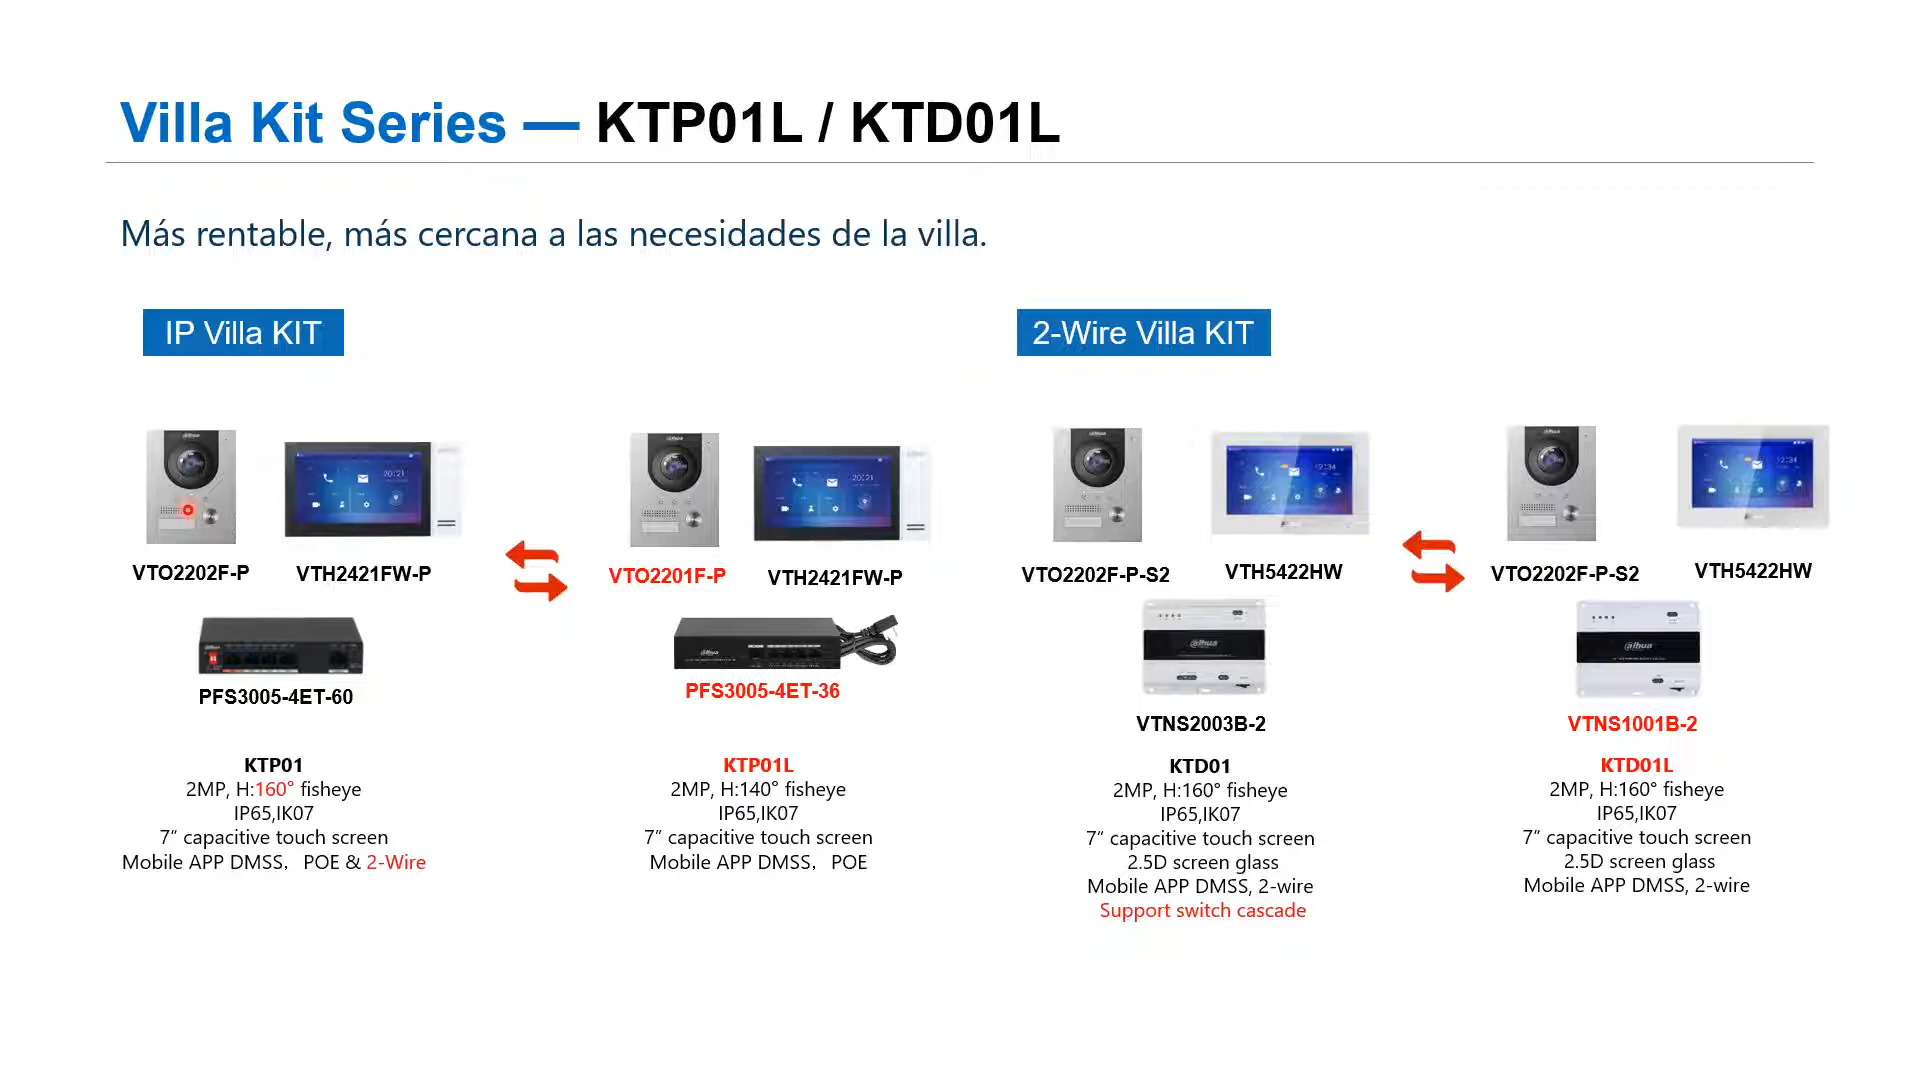 Villa Kit Series — KTP01L / KTD01L
Más rentable, más cercana a las necesidades de la villa.
IP Villa KIT
VTO2202F-P
VTH2421FW-P
VTO2201F-P
VTH2421FW-P
PFS3005-4ET-60
PFS3005-4ET-36
KTP01
2MP, H:160° fisheye
IP65,IK07
7“ capacitive touch screen
Mobile APP DMSS，POE & 2-Wire
KTP01L
2MP, H:140° fisheye
IP65,IK07
7“ capacitive touch screen
Mobile APP DMSS，POE
2-Wire Villa KIT
VTO2202F-P-S2
VTH5422HW
VTO2202F-P-S2
VTH5422HW
alhua
alhua
VTNS2003B-2
VTNS1001B-2
KTD01
2MP, H:160° fisheye
IP65,IK07
7“ capacitive touch screen
2.5D screen glass
Mobile APP DMSS, 2-wire
Support switch cascade
KTD01L
2MP, H:160° fisheye
IP65,IK07
7“ capacitive touch screen
2.5D screen glass
Mobile APP DMSS, 2-wire